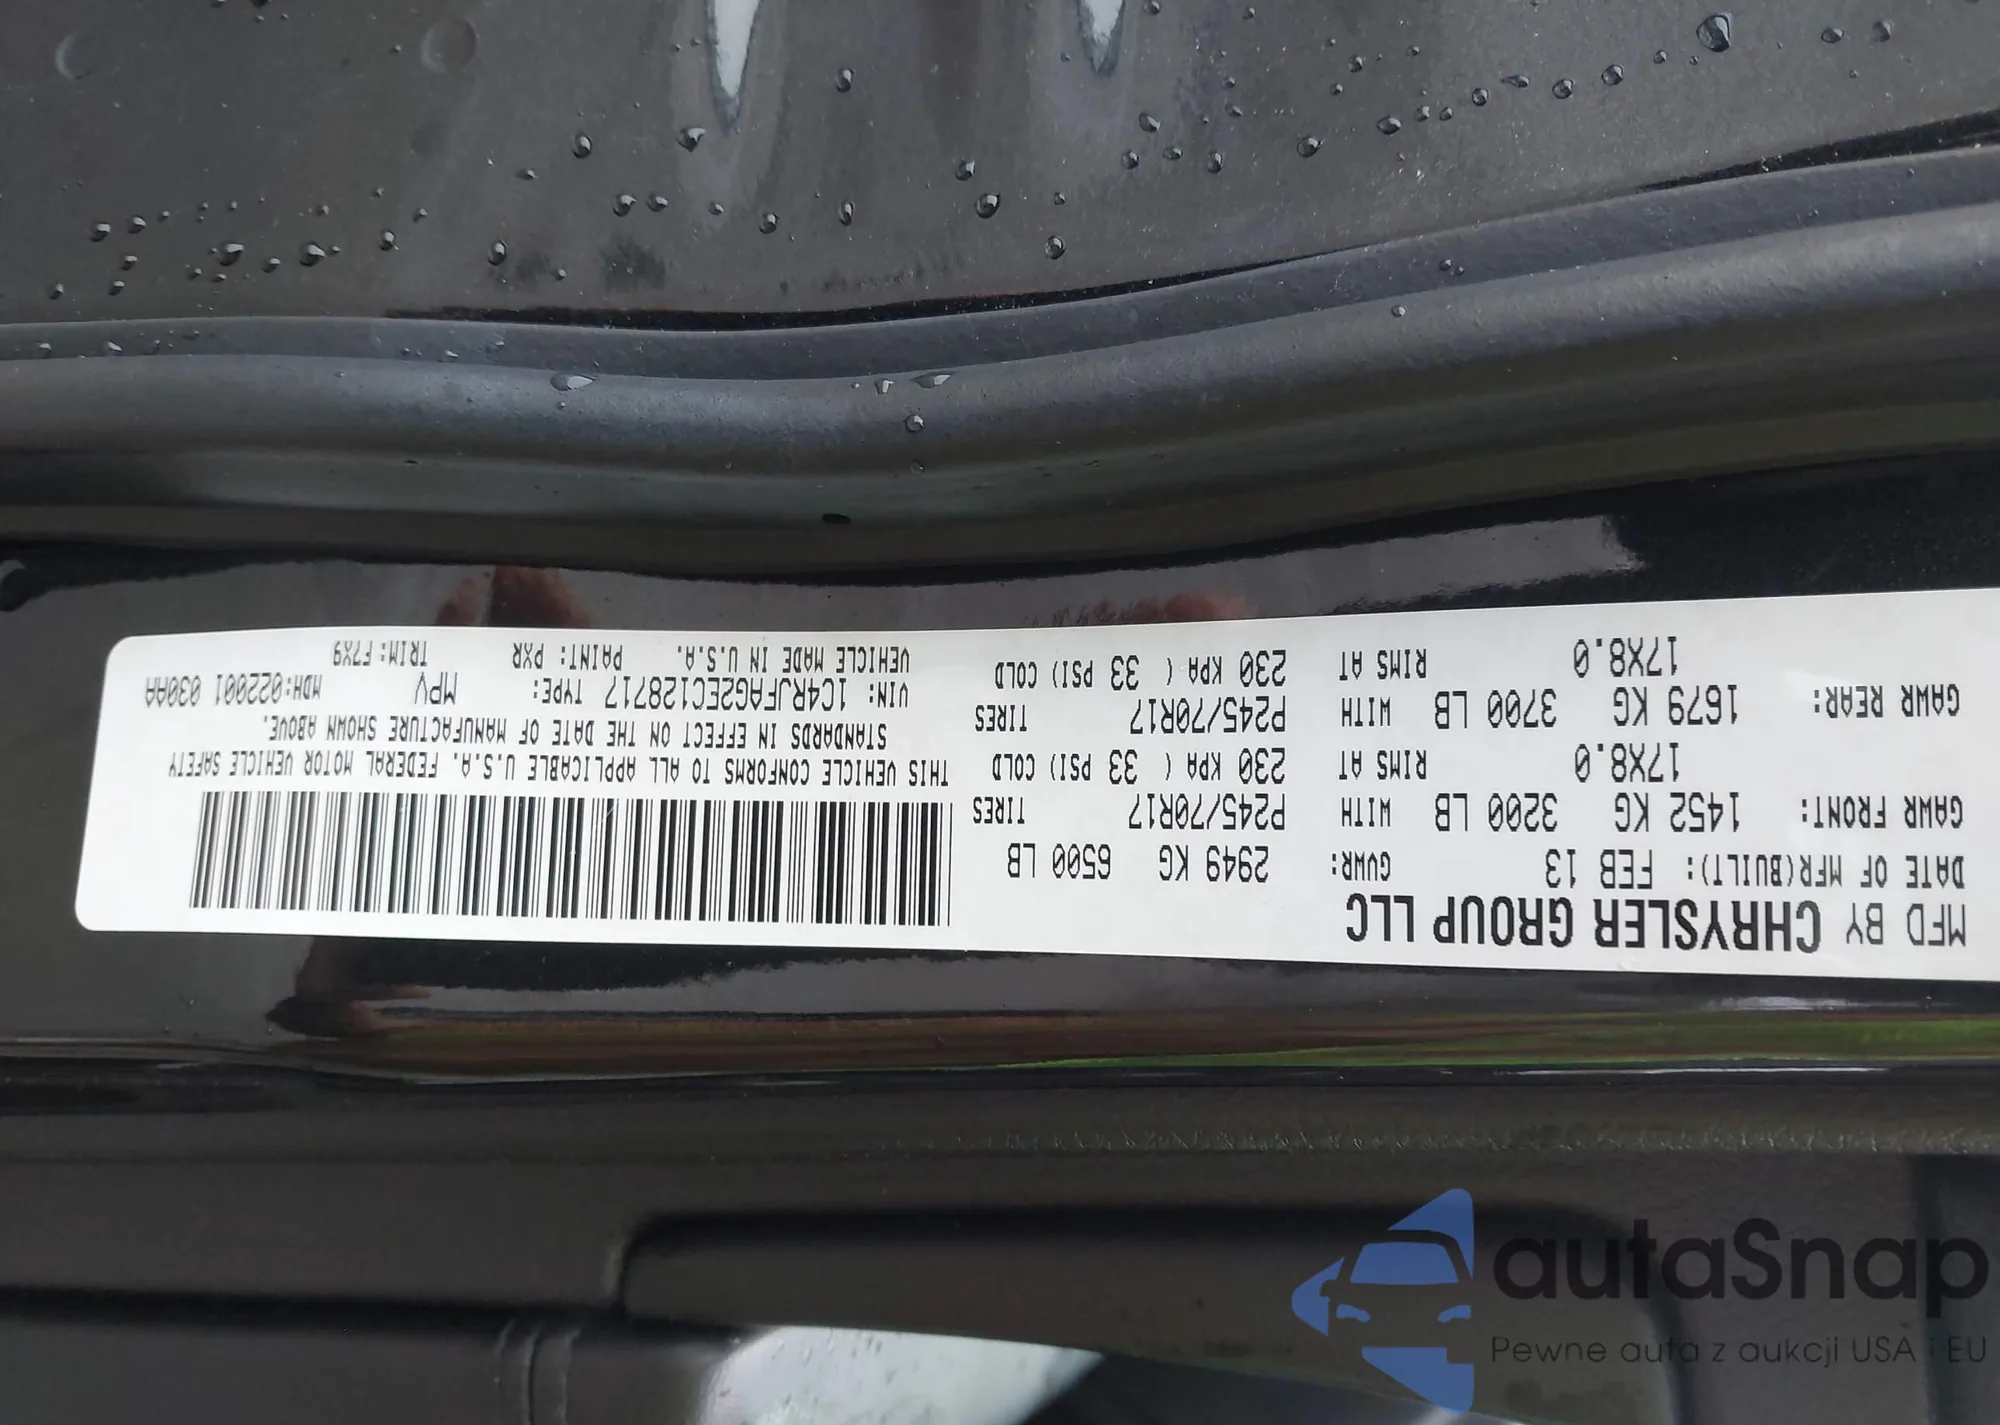 MFD BY CHRYSLER GROUP LLC
DATE OF MFR(BUILT): FEB 13 GVWR: 2949 KG 6500 LB
GAWR FRONT: 1452 KG 3200 LB WITH P245/70R17 TIRES
17X8.0 RIMS AT 230 KPA ( 33 PSI) COLD
GAWR REAR: 1679 KG 3700 LB WITH P245/70R17 TIRES
17X8.0 RIMS AT 230 KPA ( 33 PSI) COLD
THIS VEHICLE CONFORMS TO ALL APPLICABLE U.S.A. FEDERAL MOTOR VEHICLE SAFETY
STANDARDS IN EFFECT ON THE DATE OF MANUFACTURE SHOWN ABOVE.
VIN: 1C4RJFAG2EC128717 TYPE: MPV MDH:022001 030AA
VEHICLE MADE IN U.S.A. PAINT: PXR TRIM:F7X9
autaSnap
Pewne auta z aukcji USA i EU